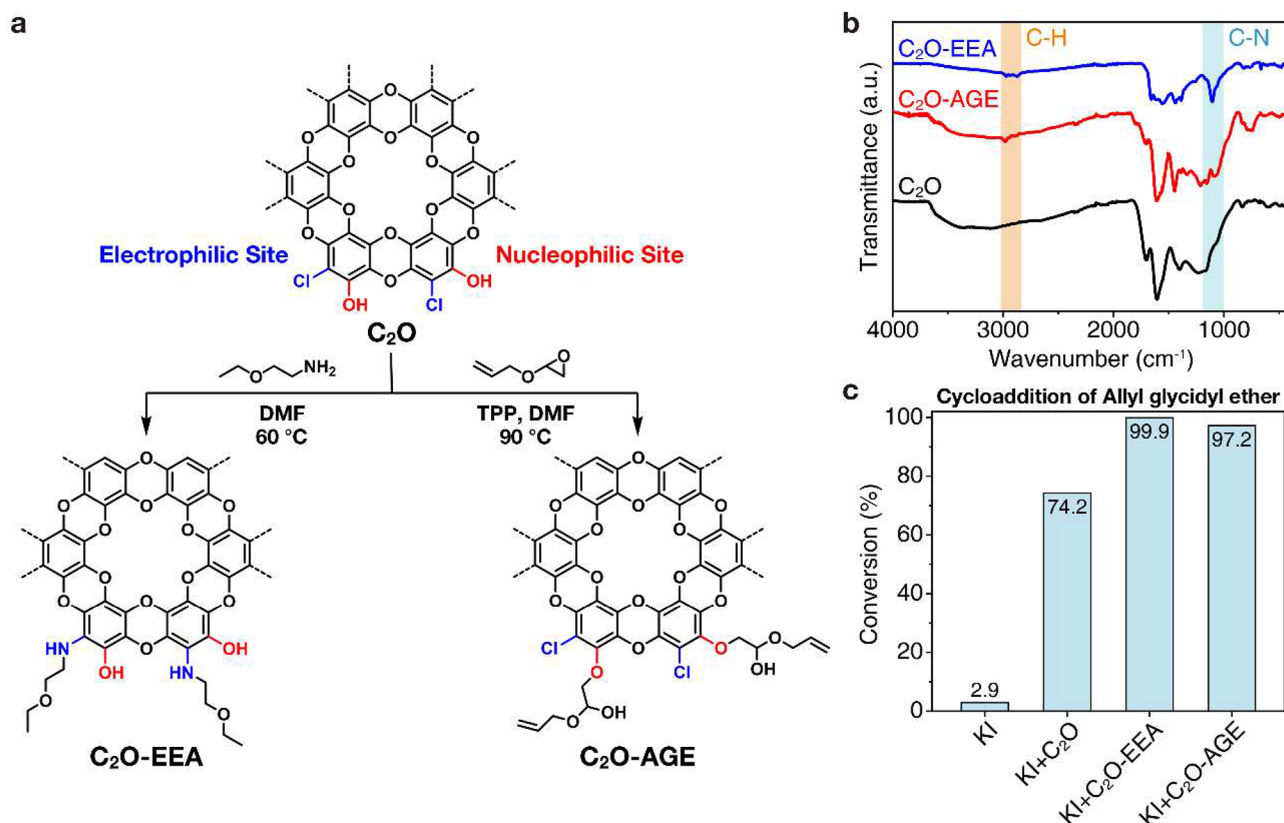 a
O O O
O O O O
O O
O O
O O O O
O O
Electrophilic Site
Nucleophilic Site
Cl OH
OH Cl
C₂O
O NH₂
O O
DMF
60 °C
TPP, DMF
90 °C
HN OH
OH HN
O
O
C₂O-EEA
Cl O O
OH
O Cl
O OH
C₂O-AGE
b
C₂O-EEA
C-H
C-N
C₂O-AGE
C₂O
Transmittance (a.u.)
4000 3000 2000 1000
Wavenumber (cm⁻¹)
c
Cycloaddition of Allyl glycidyl ether
100
80
60
40
20
0
Conversion (%)
2.9
74.2
99.9
97.2
KI
KI+C₂O
KI+C₂O-EEA
KI+C₂O-AGE